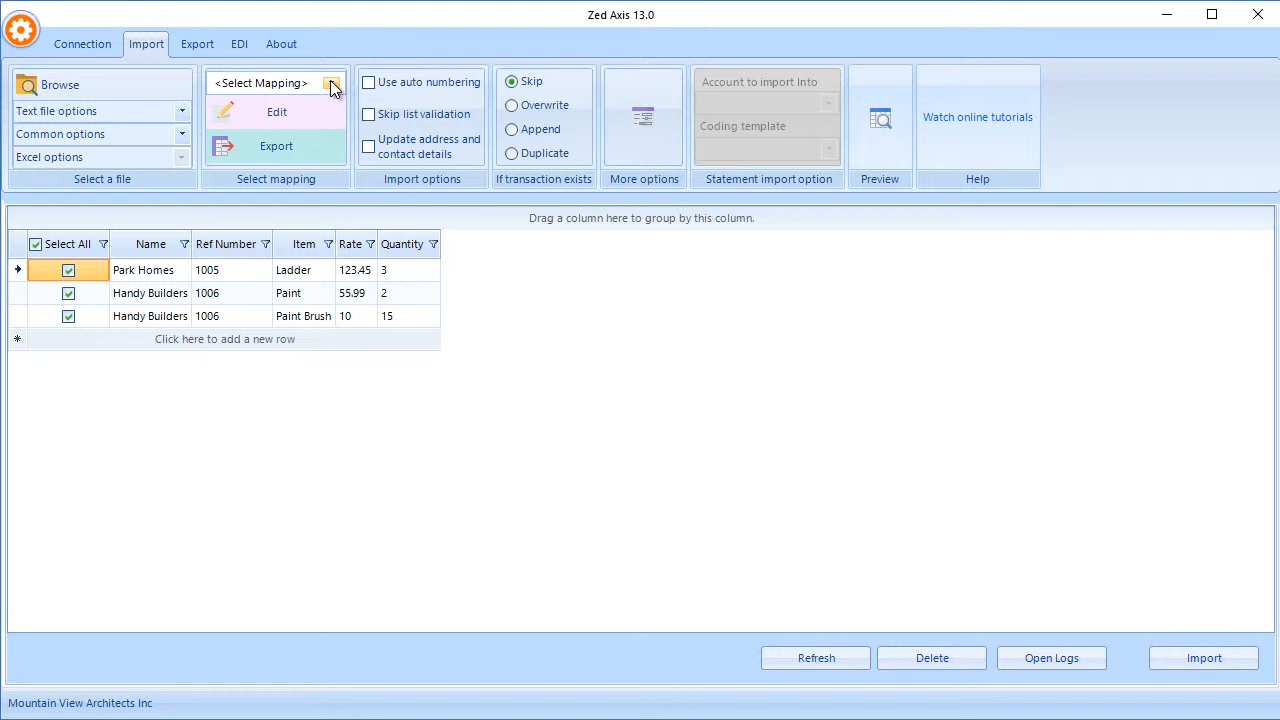 Zed Axis 13.0
Connection Import Export EDI About
Browse
Text file options
Common options
Excel options
Select a file
<Select Mapping>
Edit
Export
Select mapping
Use auto numbering
Skip list validation
Update address and
contact details
Import options
Skip
Overwrite
Append
Duplicate
If transaction exists
More options
Account to import Into
Coding template
Statement import option
Preview
Watch online tutorials
Help
Drag a column here to group by this column.
Select All Name Ref Number Item Rate Quantity
Park Homes 1005 Ladder 123.45 3
Handy Builders 1006 Paint 55.99 2
Handy Builders 1006 Paint Brush 10 15
Click here to add a new row
Refresh Delete Open Logs Import
Mountain View Architects Inc